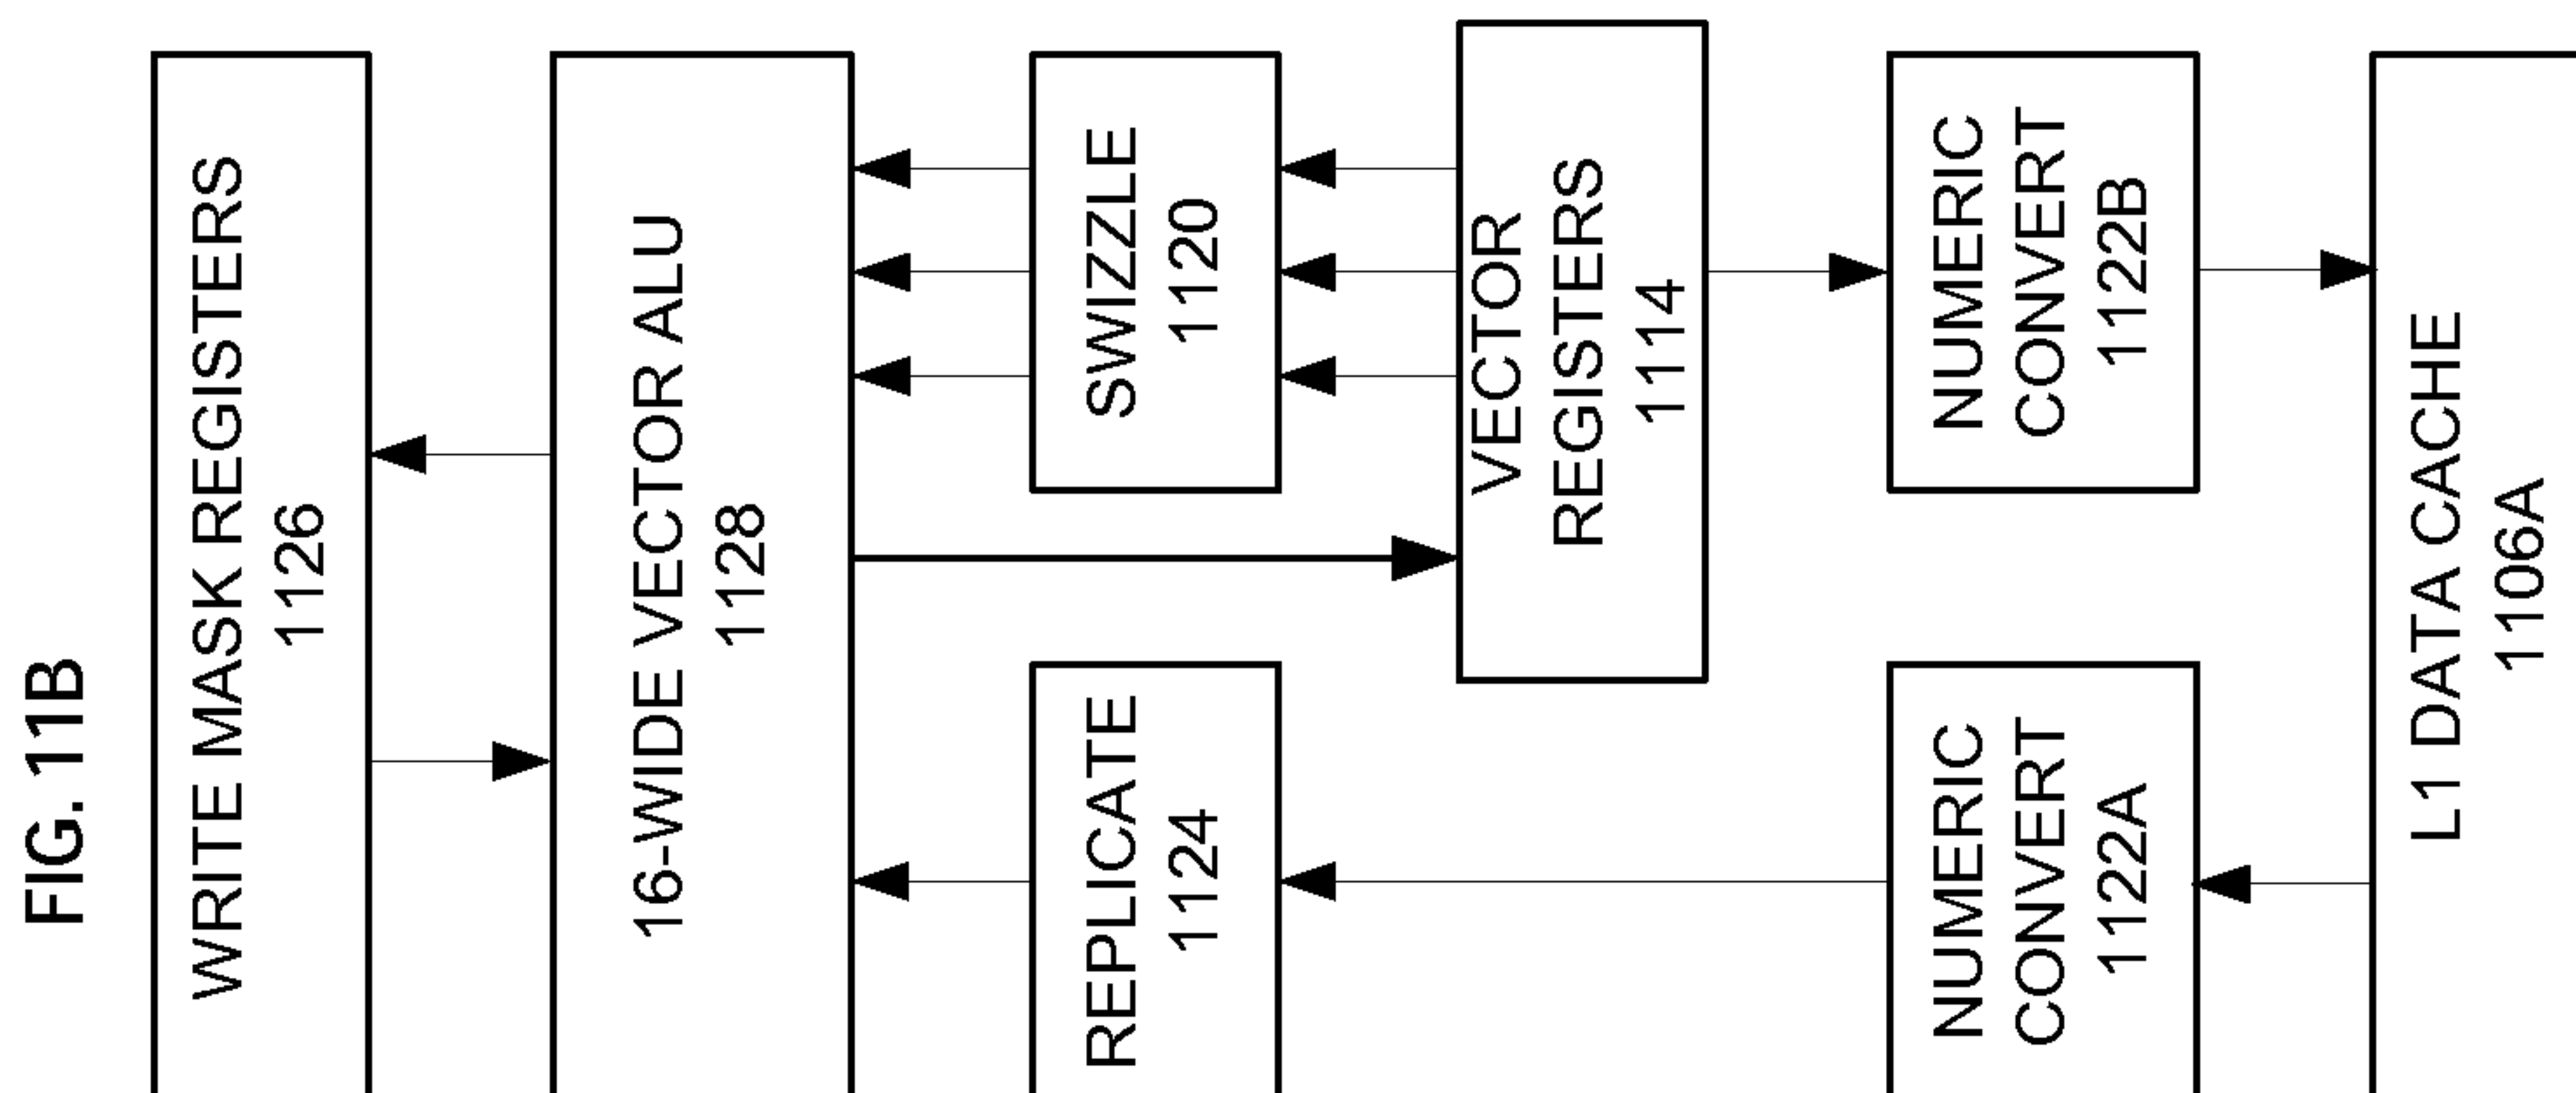 FIG. 11B
WRITE MASK REGISTERS
1126
16-WIDE VECTOR ALU
1128
REPLICATE
1124
SWIZZLE
1120
VECTOR
REGISTERS
1114
NUMERIC
CONVERT
1122A
NUMERIC
CONVERT
1122B
L1 DATA CACHE
1106A